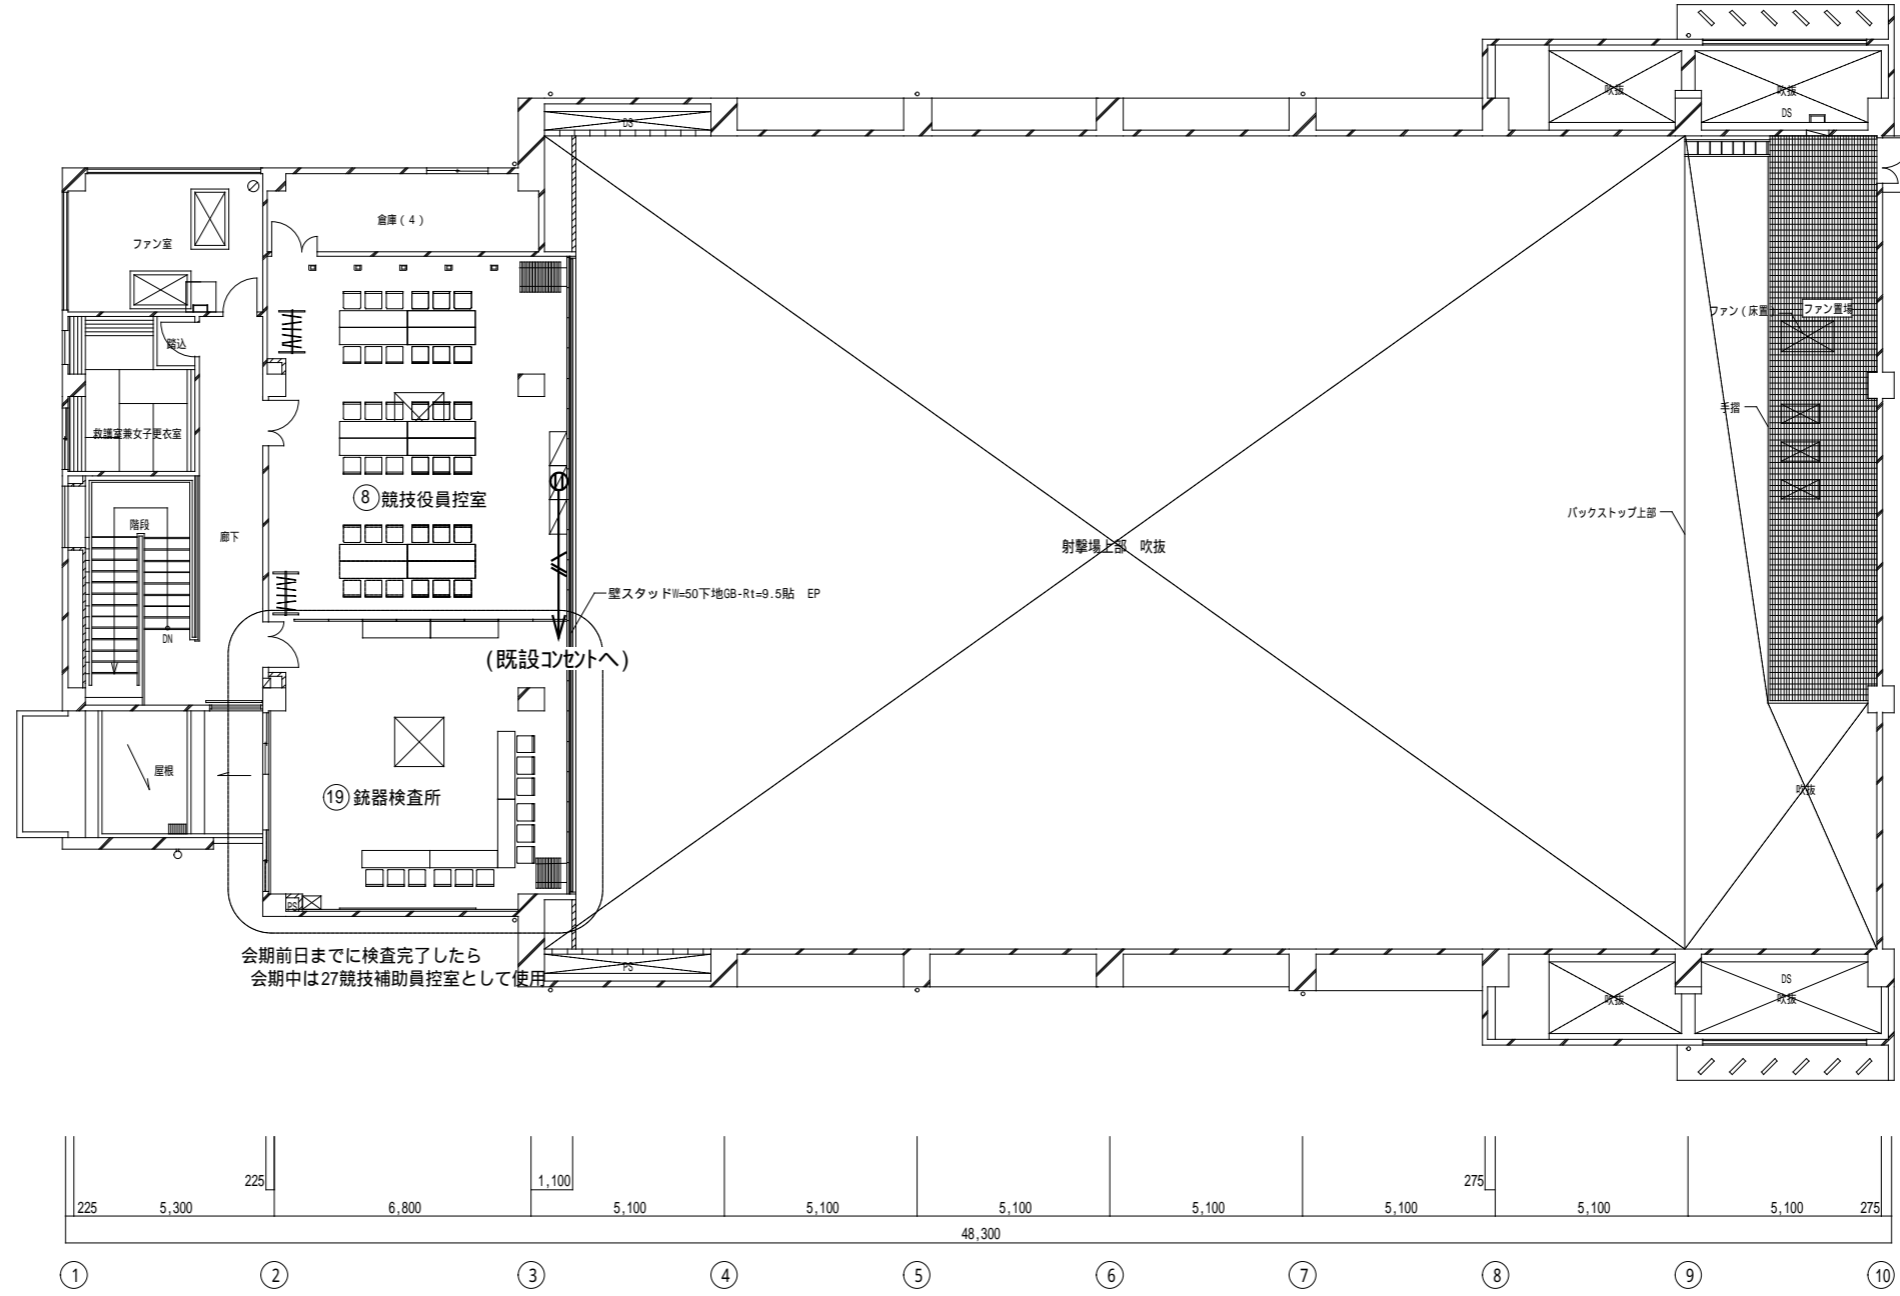 吹抜
吹抜
DS
DS
倉庫(4)
ファン室
踏込
救護室兼女子更衣室
階段
廊下
DN
⑧競技役員控室
ファン(床置)
ファン置場
手摺
バックストップ上部
射撃場上部 吹抜
壁スタッドW=50下地GB-Rt=9.5貼 EP
(既設コンセントへ)
屋根
⑲銃器検査所
吹抜
PS
会期前日までに検査完了したら
会期中は27競技補助員控室として使用
PS
吹抜
DS
吹抜
225
1,100
275
225
5,300
6,800
5,100
5,100
5,100
5,100
5,100
5,100
5,100
275
48,300
1
2
3
4
5
6
7
8
9
10